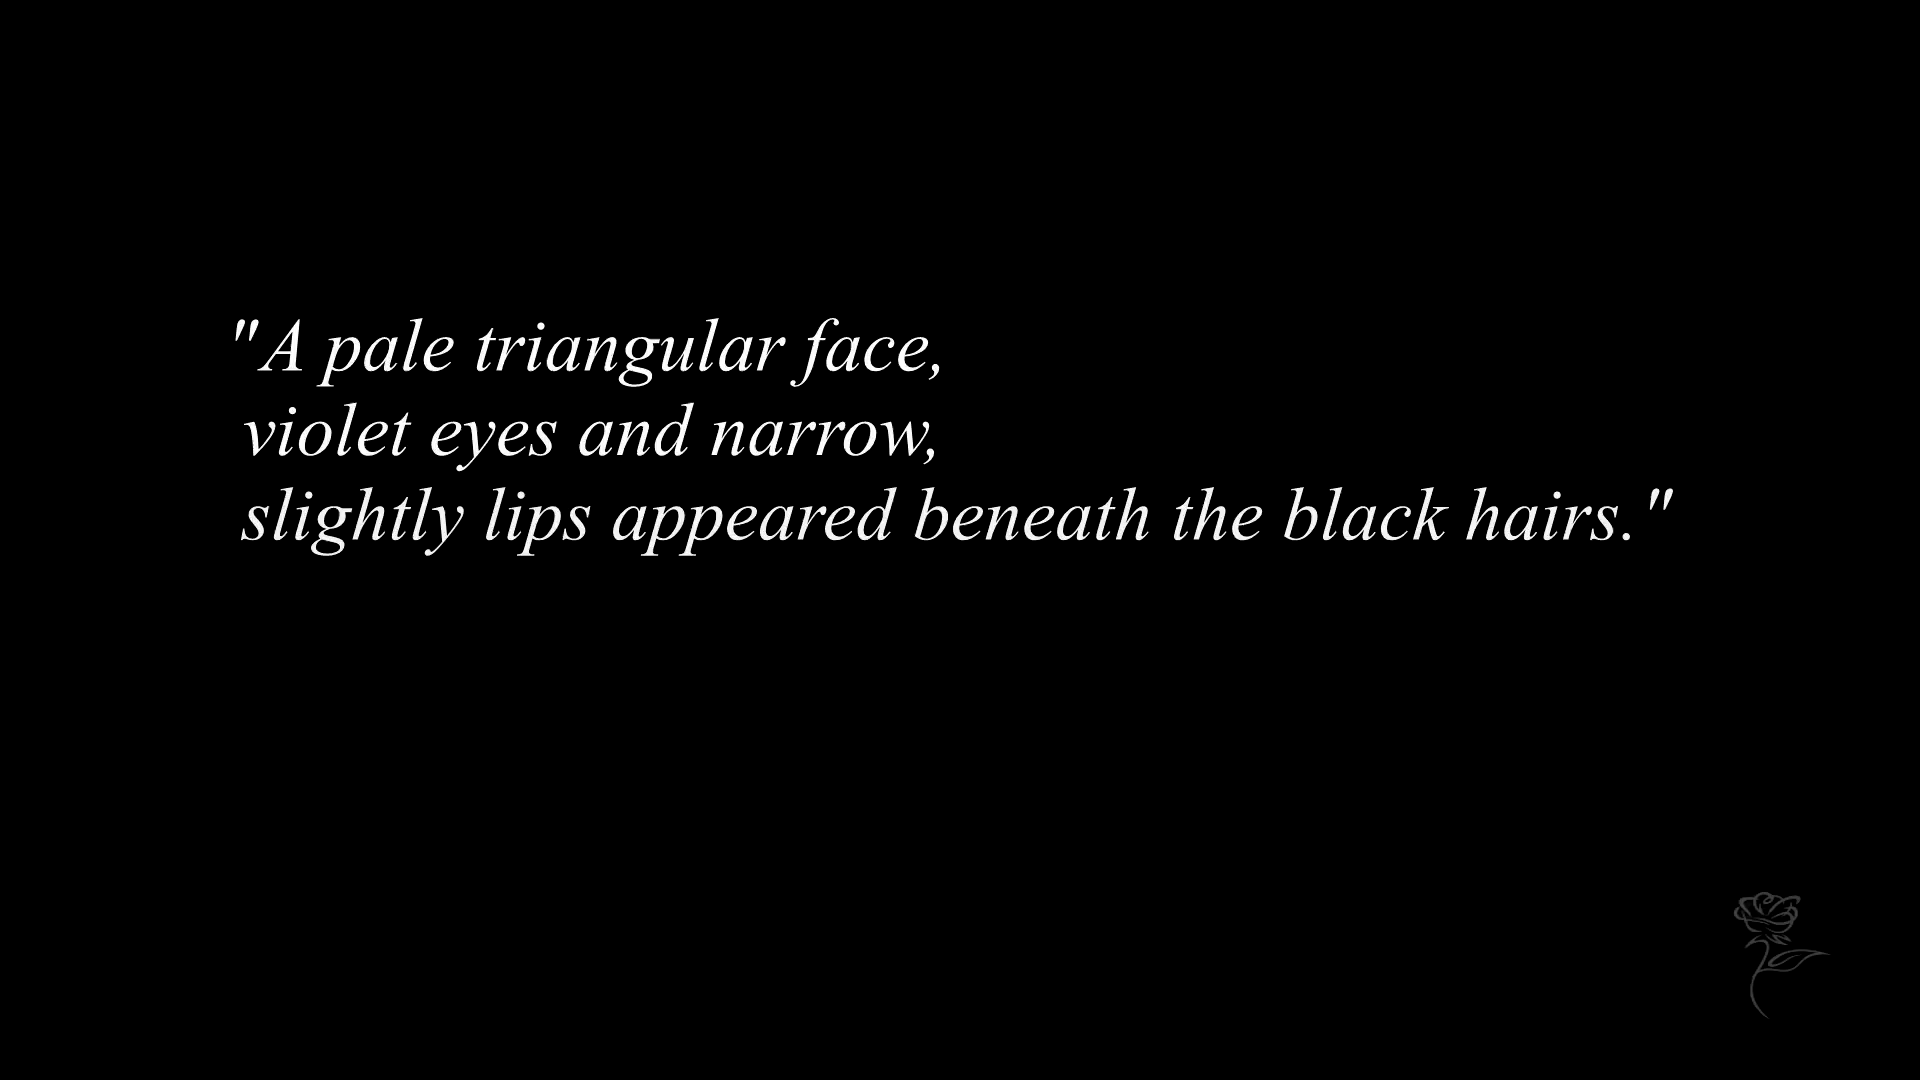 "A pale triangular face,
violet eyes and narrow,
slightly lips appeared beneath the black hairs."